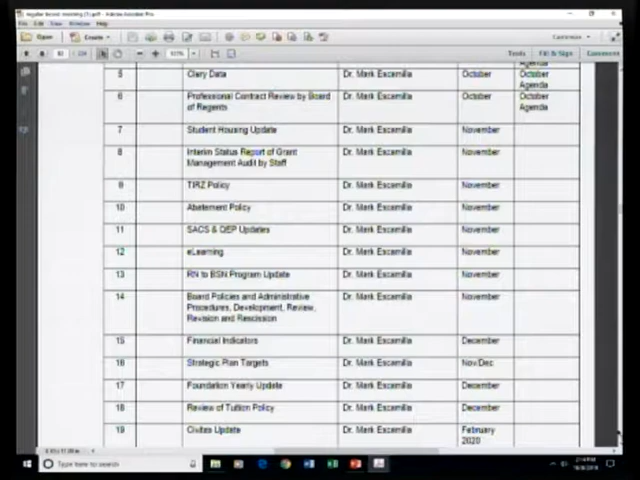 Open
Create
Tools
Fill & Sign
Comment
Agenda
5 Clery Data Dr. Mark Escamilla October October
Agenda
6 Professional Contract Review by Board Dr. Mark Escamilla October October
of Regents Agenda
7 Student Housing Update Dr. Mark Escamilla November
8 Interim Status Report of Grant Dr. Mark Escamilla November
Management Audit by Staff
9 TIRZ Policy Dr. Mark Escamilla November
10 Abatement Policy Dr. Mark Escamilla November
11 SACS & QEP Updates Dr. Mark Escamilla November
12 eLearning Dr. Mark Escamilla November
13 RN to BSN Program Update Dr. Mark Escamilla November
14 Board Policies and Administrative Dr. Mark Escamilla November
Procedures, Development, Review,
Revision and Rescission
15 Financial Indicators Dr. Mark Escamilla December
16 Strategic Plan Targets Dr. Mark Escamilla Nov/Dec
17 Foundation Yearly Update Dr. Mark Escamilla December
18 Review of Tuition Policy Dr. Mark Escamilla December
19 Civitas Update Dr. Mark Escamilla February
2020
Type here to search